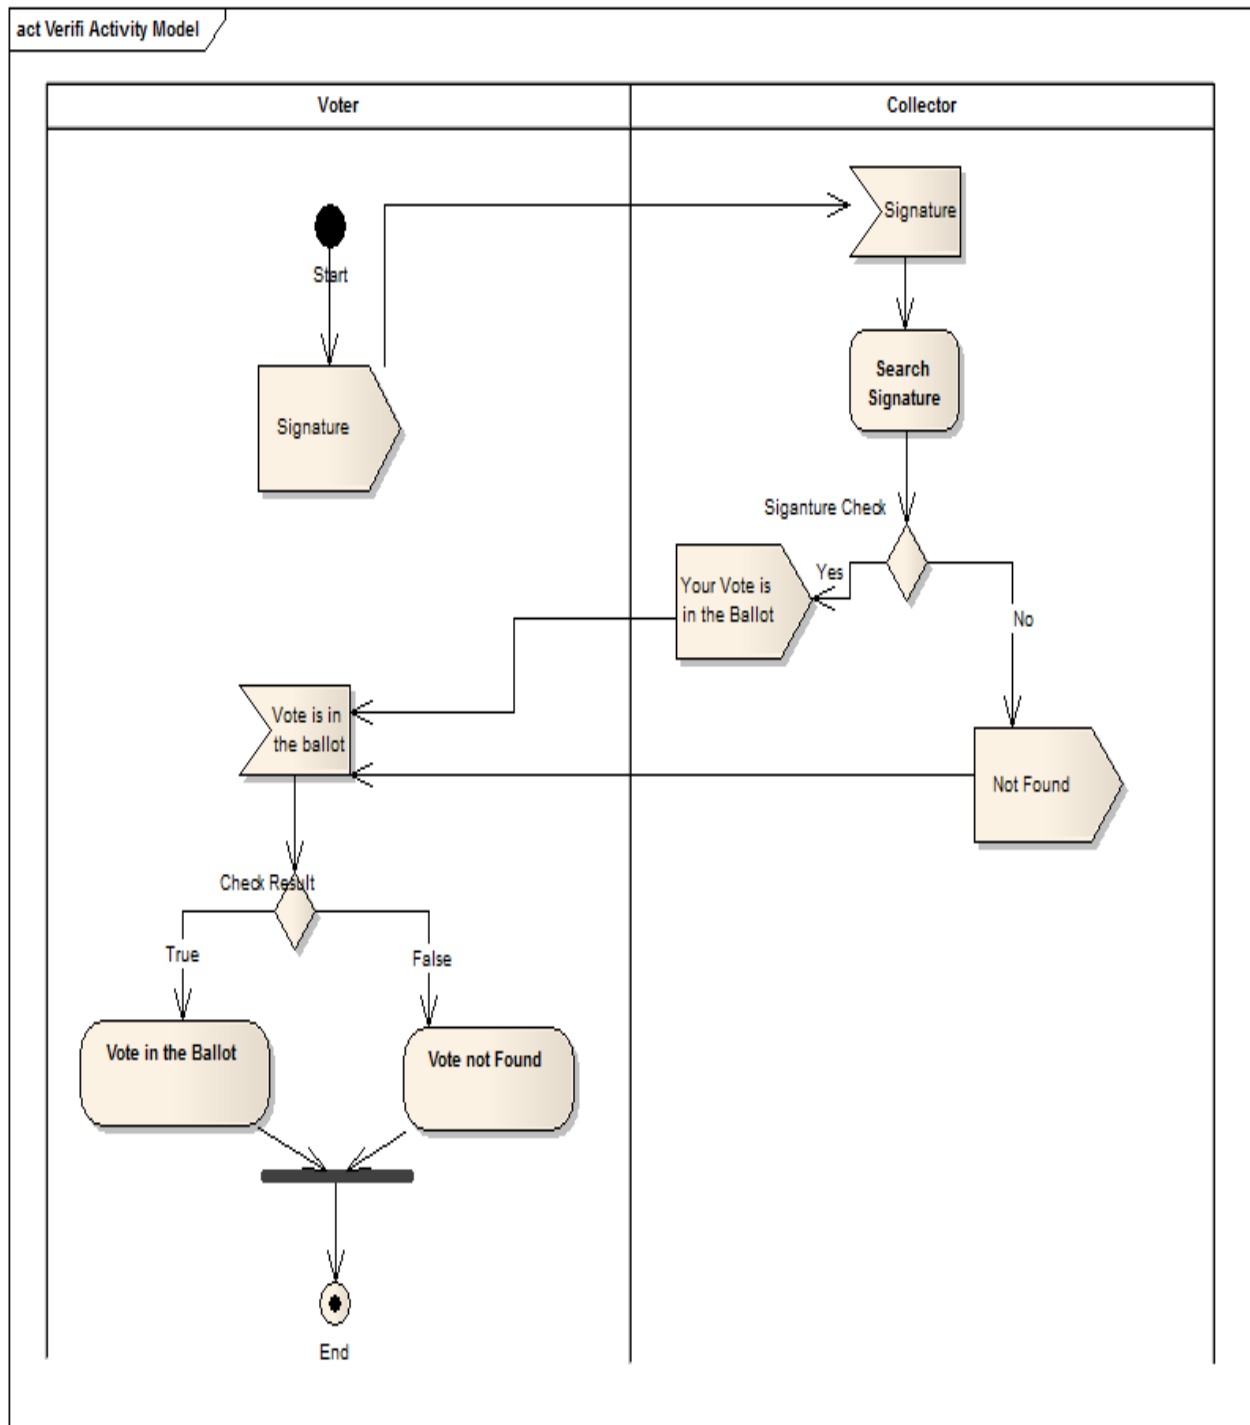 act Verifi Activity Model
Voter
Collector
Start
Signature
Signature
Search
Signature
Siganture Check
Yes
No
Your Vote is
in the Ballot
Not Found
Vote is in
the ballot
Check Result
True
False
Vote in the Ballot
Vote not Found
End